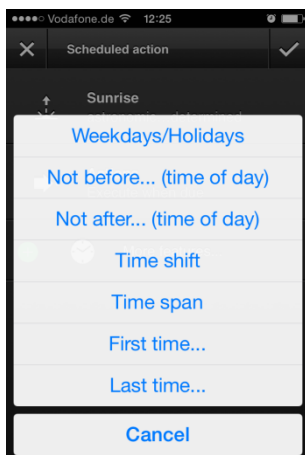 Vodafone.de 12:25
Scheduled action
Sunrise
Weekdays/Holidays
Not before... (time of day)
Not after... (time of day)
Time shift
Time span
First time...
Last time...
Cancel